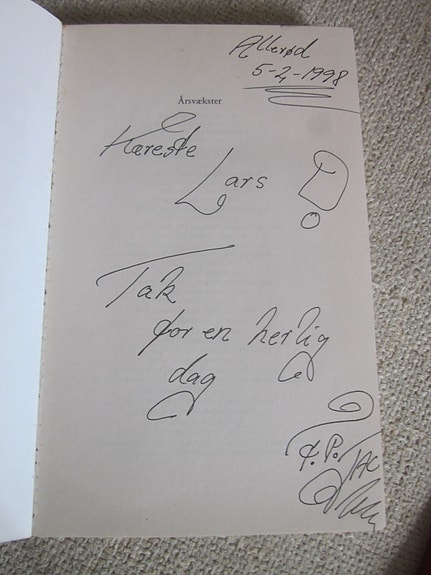 Allerød
5-2-1998
Årsvækster
Kæreste
Lars !
Tak
for en herlig
dag